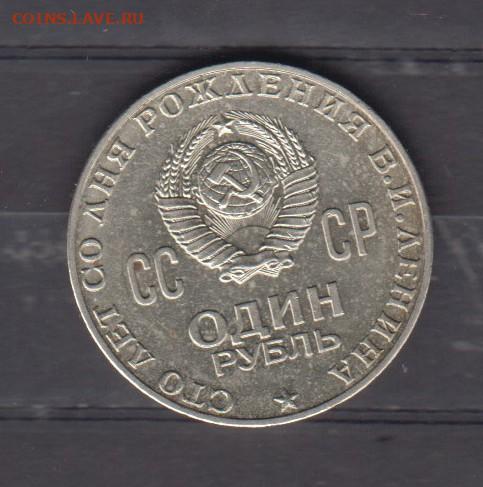 COINS.LAVE.RU
СТО ЛЕТ СО ДНЯ РОЖДЕНИЯ В.И.ЛЕНИНА
СС СР
ОДИН
РУБЛЬ